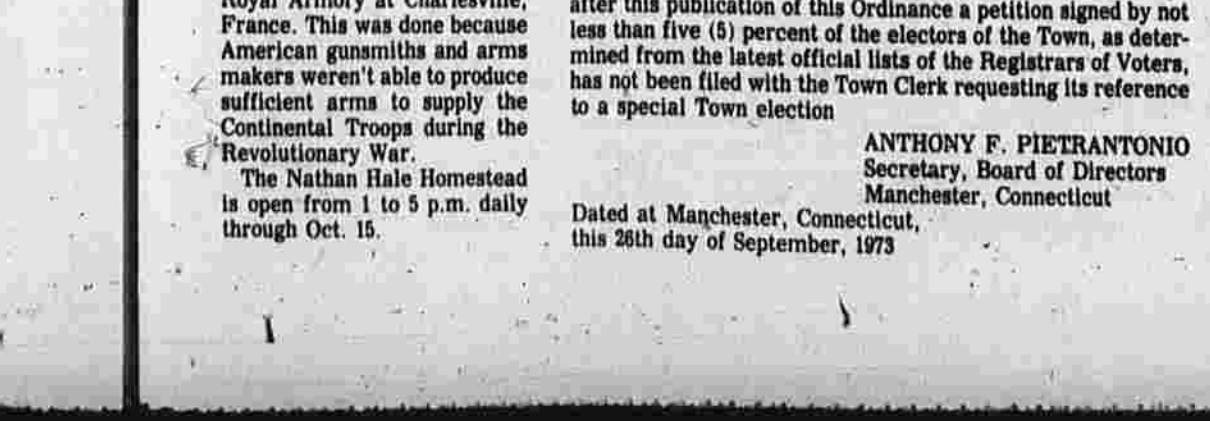 Royal Armory at Charlesville,
France. This was done because
American gunsmiths and arms
makers weren't able to produce
sufficient arms to supply the
Continental Troops during the
Revolutionary War.
The Nathan Hale Homestead
is open from 1 to 5 p.m. daily
through Oct. 15.
after this publication of this Ordinance a petition signed by not
less than five (5) percent of the electors of the Town, as deter-
mined from the latest official lists of the Registrars of Voters,
has not been filed with the Town Clerk requesting its reference
to a special Town election
ANTHONY F. PIETRANTONIO
Secretary, Board of Directors
Manchester, Connecticut
Dated at Manchester, Connecticut,
this 26th day of September, 1973